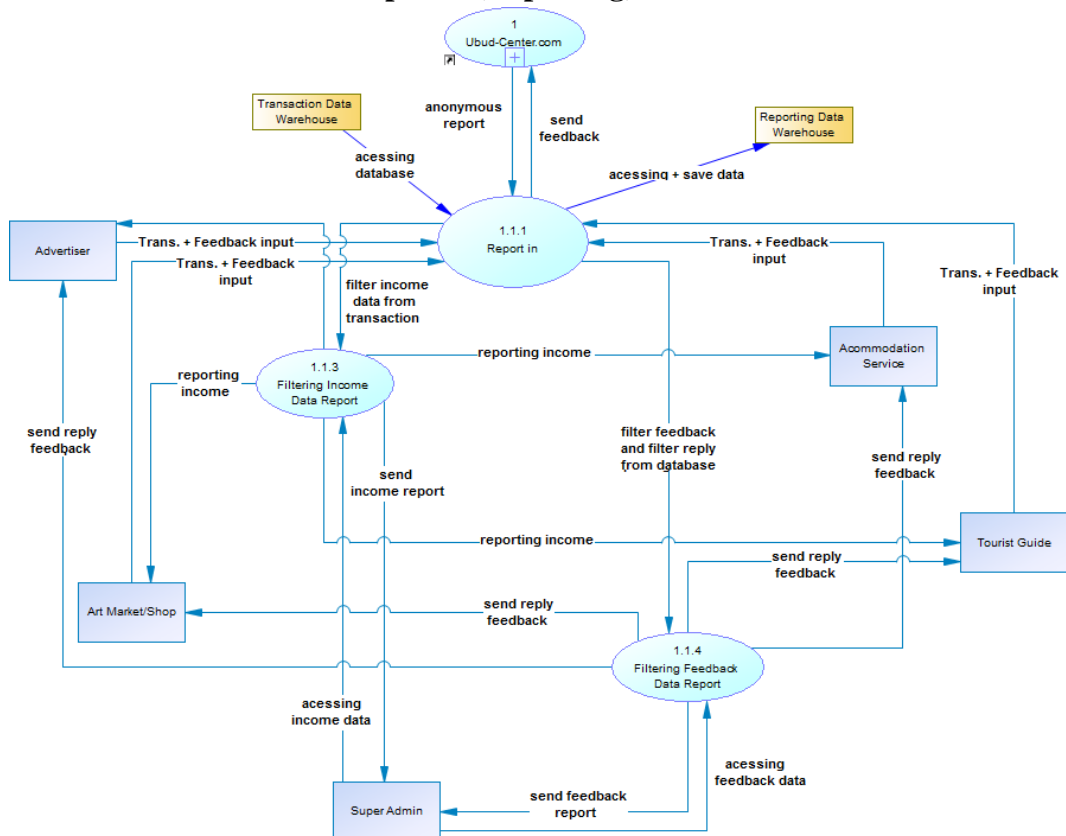 1
Ubud-Center.com
Transaction Data
Warehouse
anonymous
report
send
feedback
Reporting Data
Warehouse
acessing
database
acessing + save data
1.1.1
Report in
Advertiser
Trans. + Feedback input
Trans. + Feedback
input
Trans. + Feedback
input
Trans. + Feedback
input
filter income
data from
transaction
Acommodation
Service
reporting income
1.1.3
Filtering Income
Data Report
reporting
income
send reply
feedback
filter feedback
and filter reply
from database
send reply
feedback
send
income report
reporting income
Tourist Guide
send reply
feedback
Art Market/Shop
send reply
feedback
1.1.4
Filtering Feedback
Data Report
acessing
income data
acessing
feedback data
send feedback
report
Super Admin